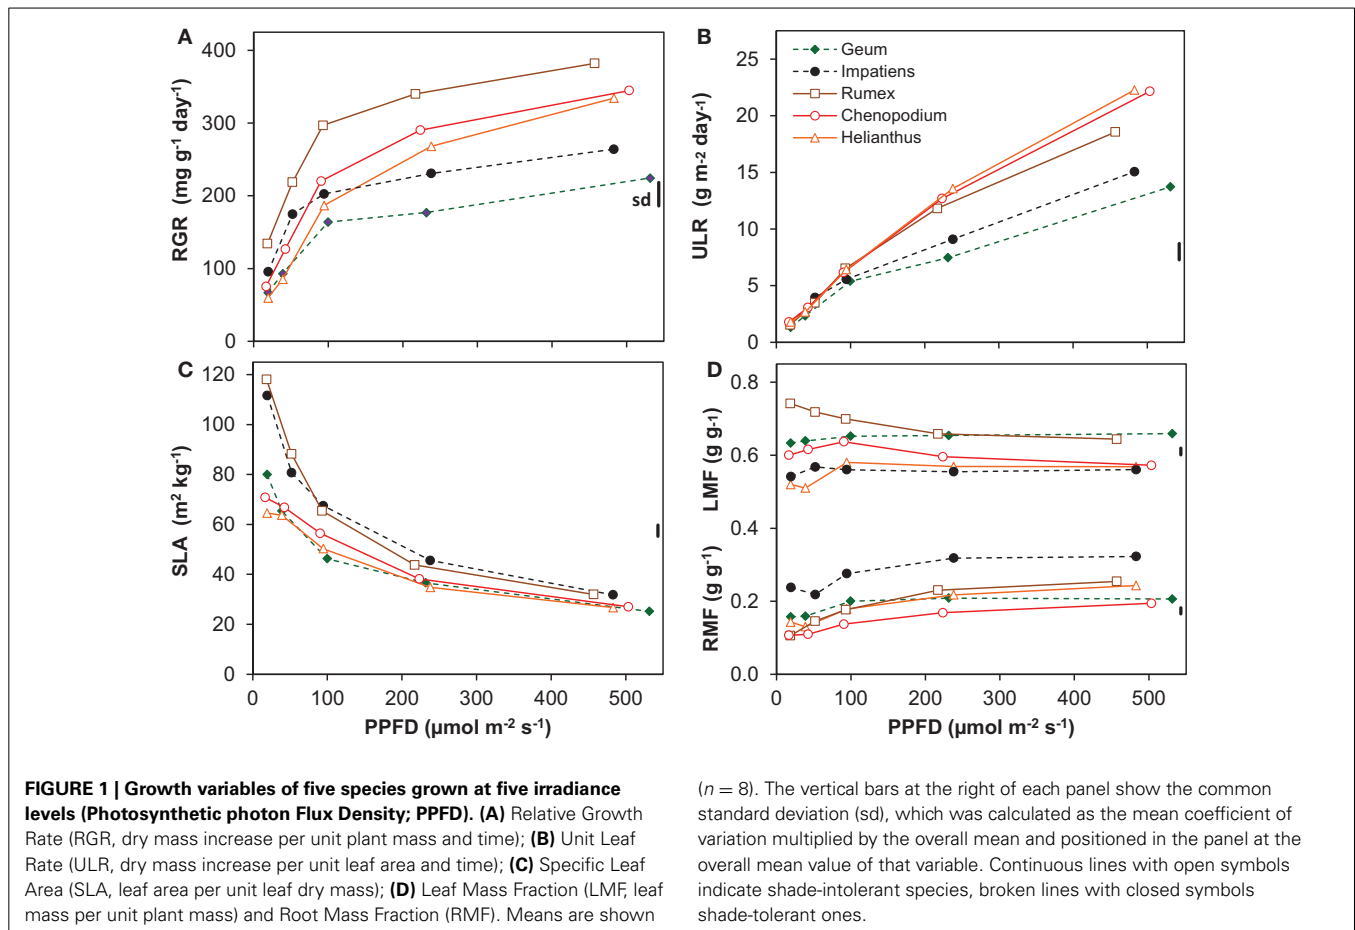 A
400
300
200
100
0
RGR (mg g-1 day-1)
sd
B
25
20
15
10
5
0
ULR (g m-2 day-1)
Geum
Impatiens
Rumex
Chenopodium
Helianthus
C
120
100
80
60
40
20
0
SLA (m2 kg-1)
0 100 200 300 400 500
PPFD (µmol m-2 s-1)
D
0.8
0.6
0.4
0.2
0.0
LMF (g g-1)
RMF (g g-1)
0 100 200 300 400 500
PPFD (µmol m-2 s-1)
FIGURE 1 | Growth variables of five species grown at five irradiance
levels (Photosynthetic photon Flux Density; PPFD). (A) Relative Growth
Rate (RGR, dry mass increase per unit plant mass and time); (B) Unit Leaf
Rate (ULR, dry mass increase per unit leaf area and time); (C) Specific Leaf
Area (SLA, leaf area per unit leaf dry mass); (D) Leaf Mass Fraction (LMF, leaf
mass per unit plant mass) and Root Mass Fraction (RMF). Means are shown
(n = 8). The vertical bars at the right of each panel show the common
standard deviation (sd), which was calculated as the mean coefficient of
variation multiplied by the overall mean and positioned in the panel at the
overall mean value of that variable. Continuous lines with open symbols
indicate shade-intolerant species, broken lines with closed symbols
shade-tolerant ones.